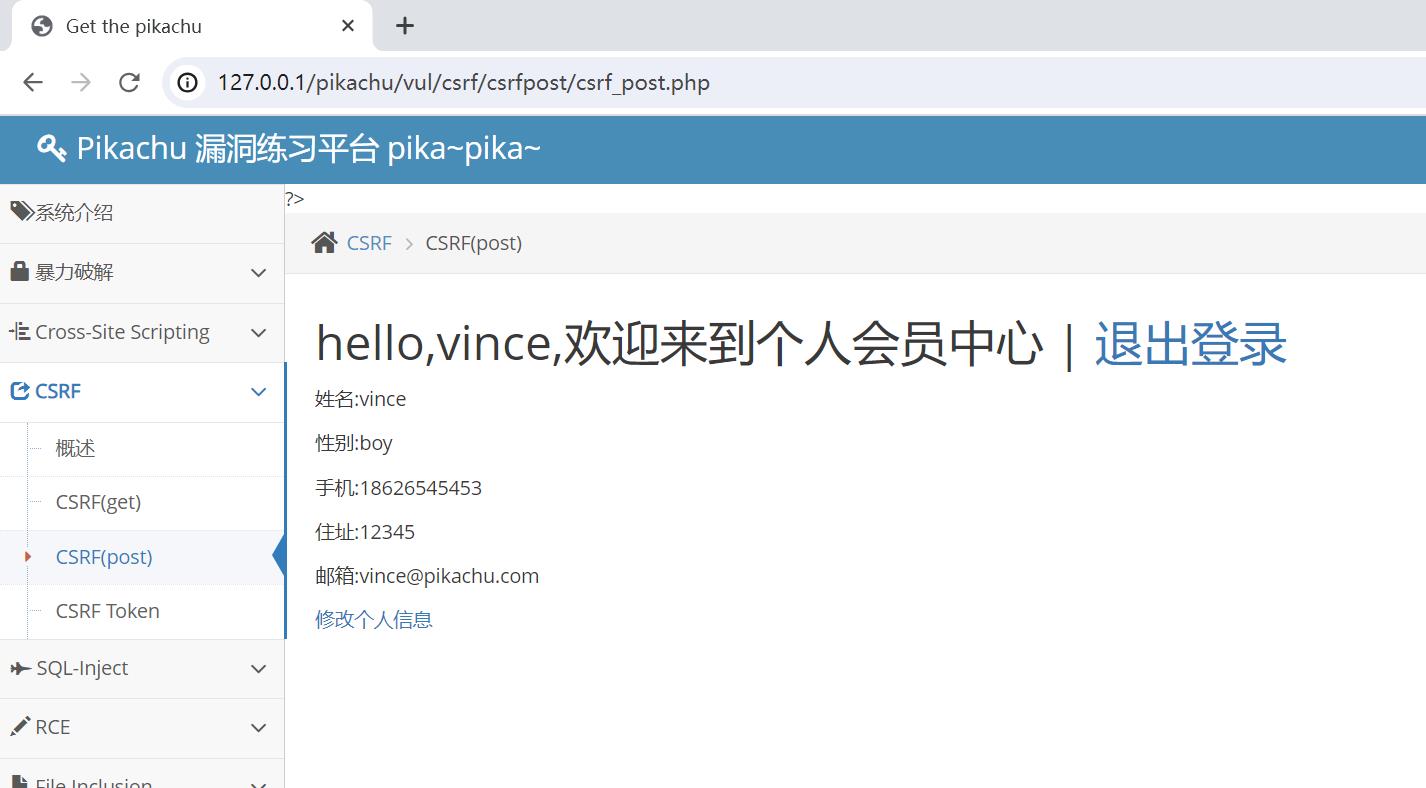 Get the pikachu
127.0.0.1/pikachu/vul/csrf/csrfpost/csrf_post.php
Pikachu 漏洞练习平台 pika~pika~
系统介绍
?>
暴力破解
Cross-Site Scripting
CSRF
概述
CSRF(get)
CSRF(post)
CSRF Token
SQL-Inject
RCE
File Inclusion
CSRF > CSRF(post)
hello,vince,欢迎来到个人会员中心 | 退出登录
姓名:vince
性别:boy
手机:18626545453
住址:12345
邮箱:vince@pikachu.com
修改个人信息